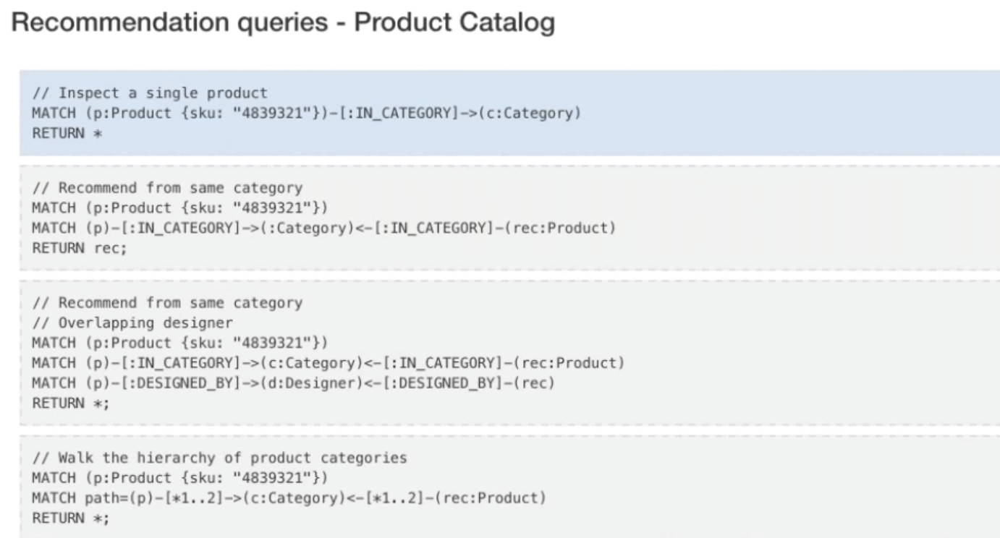 Recommendation queries - Product Catalog
// Inspect a single product
MATCH (p:Product {sku: "4839321"})-[:IN_CATEGORY]->(c:Category)
RETURN *
// Recommend from same category
MATCH (p:Product {sku: "4839321"})
MATCH (p)-[:IN_CATEGORY]->(:Category)<-[:IN_CATEGORY]-(rec:Product)
RETURN rec;
// Recommend from same category
// Overlapping designer
MATCH (p:Product {sku: "4839321"})
MATCH (p)-[:IN_CATEGORY]->(c:Category)<-[:IN_CATEGORY]-(rec:Product)
MATCH (p)-[:DESIGNED_BY]->(d:Designer)<-[:DESIGNED_BY]-(rec)
RETURN *;
// Walk the hierarchy of product categories
MATCH (p:Product {sku: "4839321"})
MATCH path=(p)-[*1..2]->(c:Category)<-[*1..2]-(rec:Product)
RETURN *;